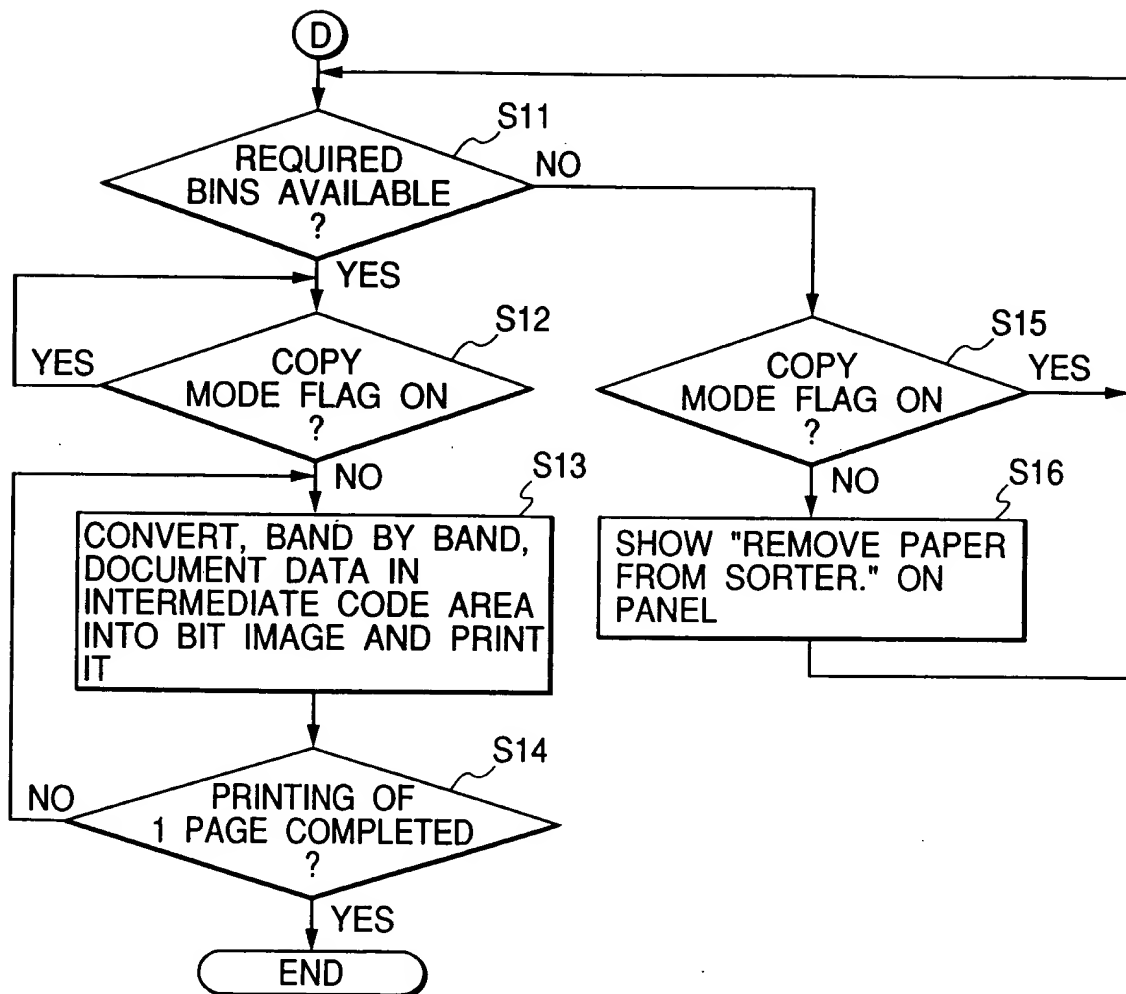 D
S11
REQUIRED
BINS AVAILABLE
?
NO
YES
S12
COPY
MODE FLAG ON
?
YES
NO
S15
COPY
MODE FLAG ON
?
YES
NO
S13
CONVERT, BAND BY BAND,
DOCUMENT DATA IN
INTERMEDIATE CODE AREA
INTO BIT IMAGE AND PRINT
IT
S16
SHOW "REMOVE PAPER
FROM SORTER." ON
PANEL
S14
PRINTING OF
1 PAGE COMPLETED
?
NO
YES
END